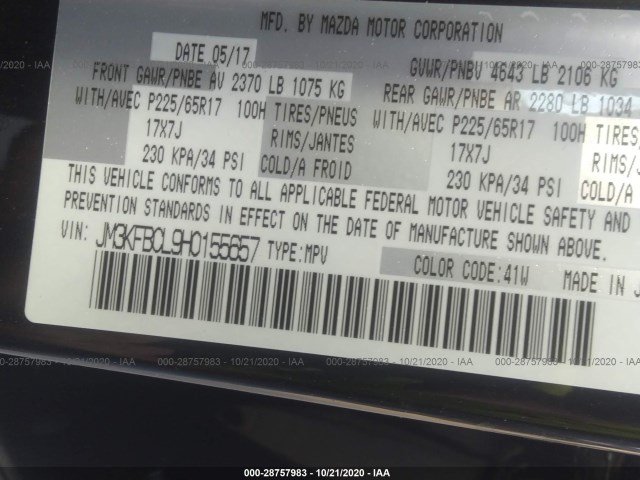 MFD. BY MAZDA MOTOR CORPORATION
DATE 05/17 GVWR/PNBV 4643 LB 2106 KG
FRONT GAWR/PNBE AV 2370 LB 1075 KG REAR GAWR/PNBE AR 2280 LB 1034
WITH/AVEC P225/65R17 100H TIRES/PNEUS WITH/AVEC P225/65R17 100H TIRES/
17X7J RIMS/JANTES 17X7J RIMS/
230 KPA/34 PSI COLD/A FROID 230 KPA/34 PSI COLD/A
THIS VEHICLE CONFORMS TO ALL APPLICABLE FEDERAL MOTOR VEHICLE SAFETY AND
PREVENTION STANDARDS IN EFFECT ON THE DATE OF MANUFACTURE SHOWN ABOVE.
VIN: JM3KFBCL9H0155657 TYPE:MPV
COLOR CODE:41W MADE IN J
000-28757983 - 10/21/2020 - IAA